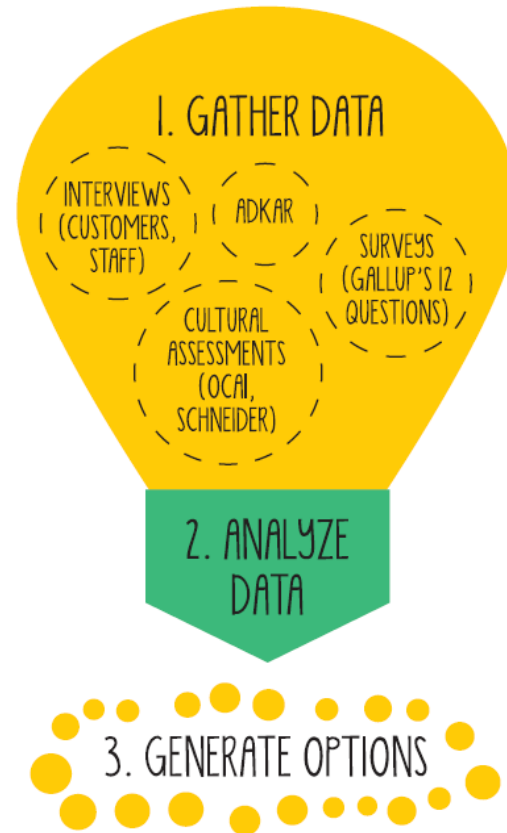 1. GATHER DATA
INTERVIEWS
(CUSTOMERS,
STAFF)
ADKAR
SURVEYS
(GALLUP'S 12
QUESTIONS)
CULTURAL
ASSESSMENTS
(OCAI,
SCHNEIDER)
2. ANALYZE
DATA
3. GENERATE OPTIONS